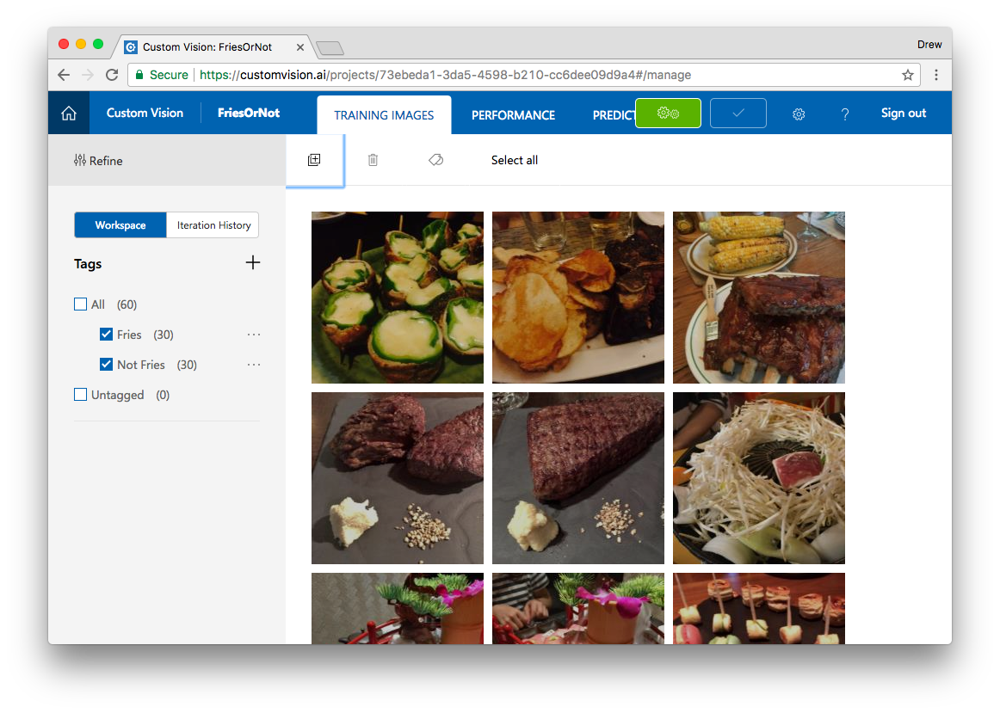 Custom Vision: FriesOrNot
Drew
Secure https://customvision.ai/projects/73ebeda1-3da5-4598-b210-cc6dee09d9a4#/manage
Custom Vision FriesOrNot TRAINING IMAGES PERFORMANCE PREDICT ? Sign out
Refine
Select all
Workspace Iteration History
Tags
All (60)
Fries (30)
Not Fries (30)
Untagged (0)